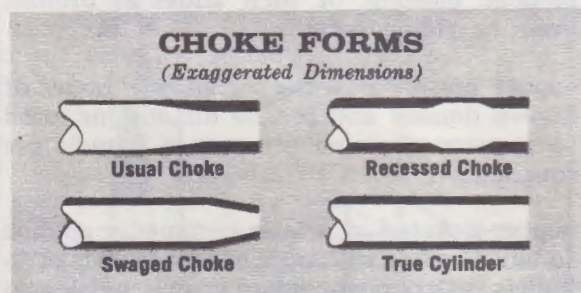 CHOKE FORMS
(Exaggerated Dimensions)
Usual Choke
Recessed Choke
Swaged Choke
True Cylinder